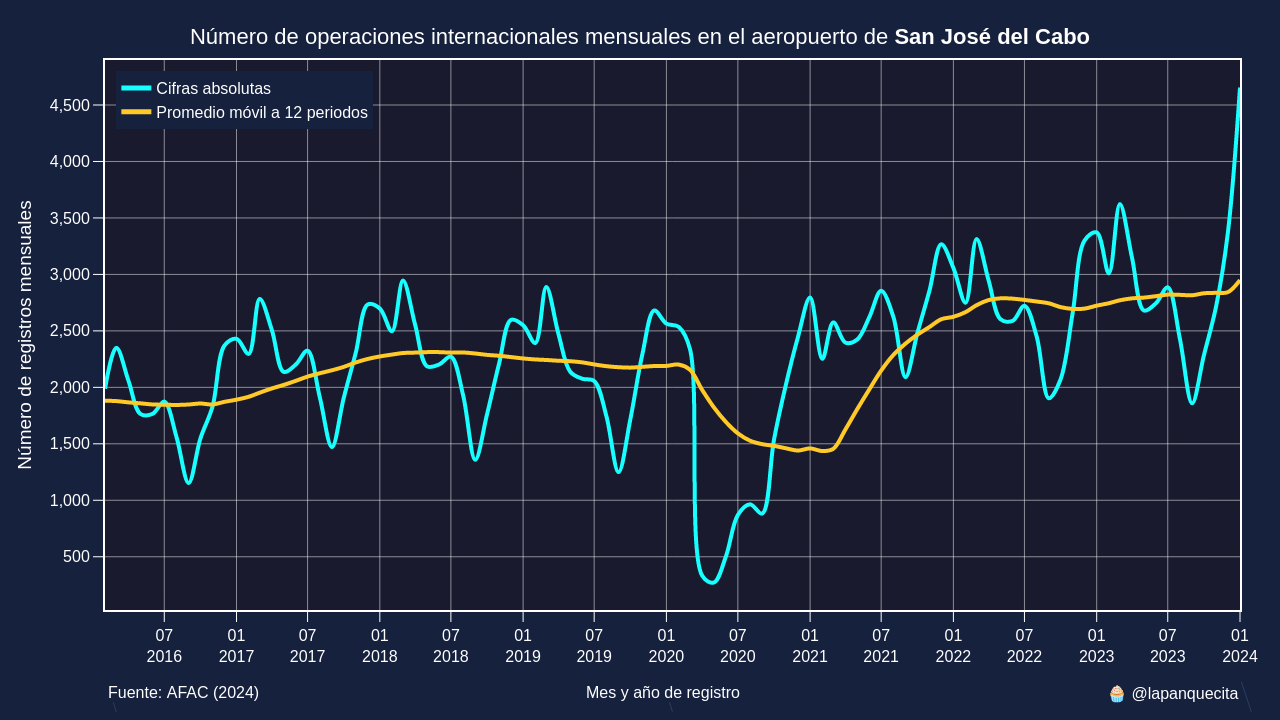 Número de operaciones internacionales mensuales en el aeropuerto de San José del Cabo
Cifras absolutas
Promedio móvil a 12 periodos
Número de registros mensuales
4,500
4,000
3,500
3,000
2,500
2,000
1,500
1,000
500
07 01 07 01 07 01 07 01 07 01 07 01 07 01 07 01
2016 2017 2017 2018 2018 2019 2019 2020 2020 2021 2021 2022 2022 2023 2023 2024
Fuente: AFAC (2024)
Mes y año de registro
🧁 @lapanquecita